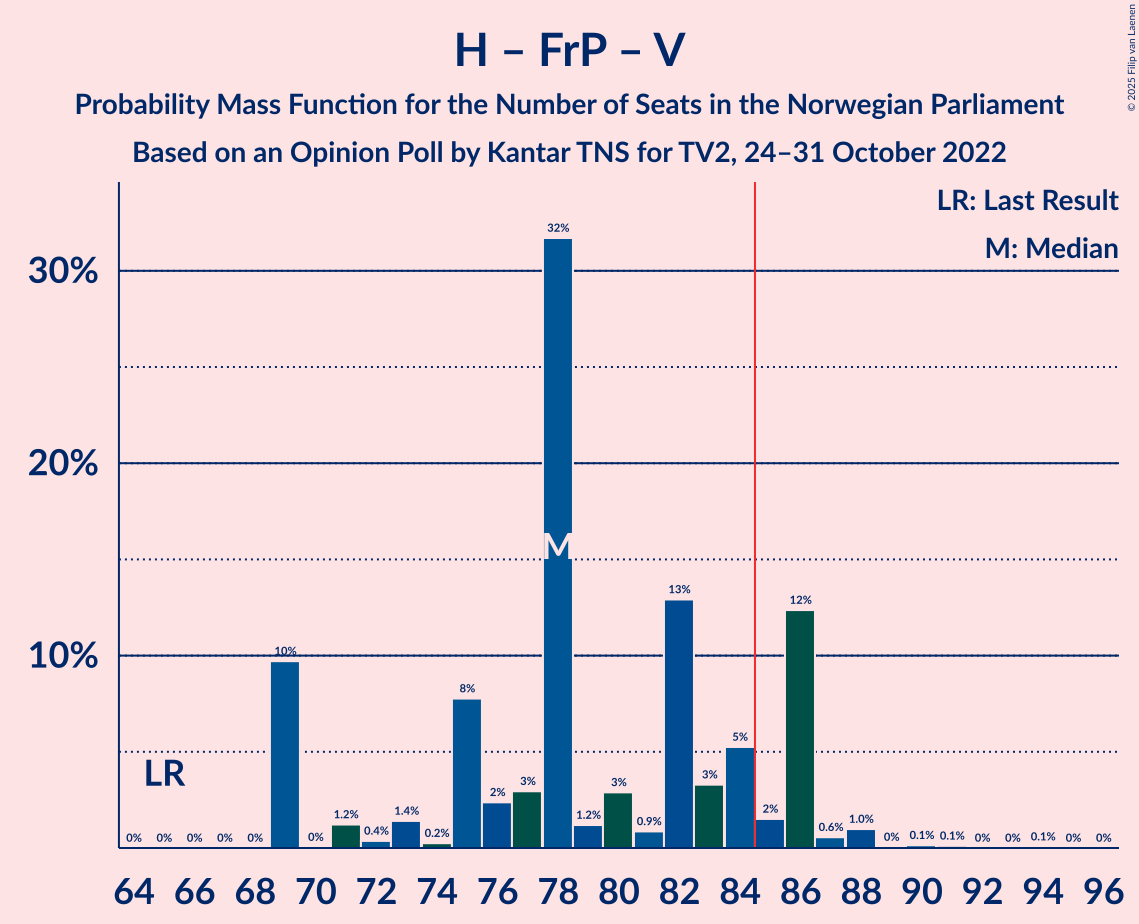 H – FrP – V
Probability Mass Function for the Number of Seats in the Norwegian Parliament
Based on an Opinion Poll by Kantar TNS for TV2, 24–31 October 2022
© 2025 Filip van Laenen
LR: Last Result
M: Median
30%
20%
10%
LR
M
0% 0% 0% 0% 0% 10% 0% 1.2% 0.4% 1.4% 0.2% 8% 2% 3% 32% 1.2% 3% 0.9% 13% 3% 5% 2% 12% 0.6% 1.0% 0% 0.1% 0.1% 0% 0% 0.1% 0% 0%
64 66 68 70 72 74 76 78 80 82 84 86 88 90 92 94 96